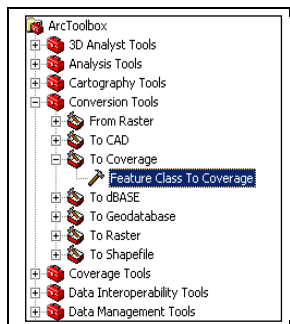 ArcToolbox
3D Analyst Tools
Analysis Tools
Cartography Tools
Conversion Tools
From Raster
To CAD
To Coverage
Feature Class To Coverage
To dBASE
To Geodatabase
To Raster
To Shapefile
Coverage Tools
Data Interoperability Tools
Data Management Tools